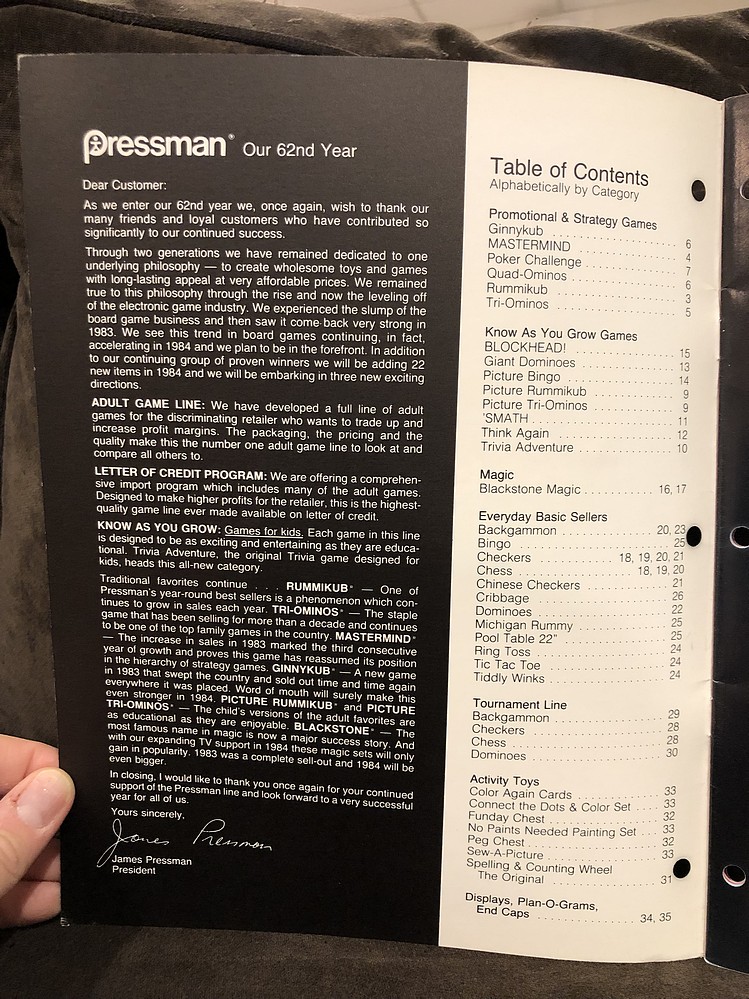 Pressman® Our 62nd Year
Dear Customer:
As we enter our 62nd year we, once again, wish to thank our
many friends and loyal customers who have contributed so
significantly to our continued success.
Through two generations we have remained dedicated to one
underlying philosophy — to create wholesome toys and games
with long-lasting appeal at very affordable prices. We remained
true to this philosophy through the rise and now the leveling off
of the electronic game industry. We experienced the slump of the
board game business and then saw it come back very strong in
1983. We see this trend in board games continuing, in fact,
accelerating in 1984 and we plan to be in the forefront. In addition
to our continuing group of proven winners we will be adding 22
new items in 1984 and we will be embarking in three new exciting
directions.
ADULT GAME LINE: We have developed a full line of adult
games for the discriminating retailer who wants to trade up and
increase profit margins. The packaging, the pricing and the
quality make this the number one adult game line to look at and
compare all others to.
LETTER OF CREDIT PROGRAM: We are offering a comprehen-
sive import program which includes many of the adult games.
Designed to make higher profits for the retailer, this is the highest-
quality game line ever made available on letter of credit.
KNOW AS YOU GROW: Games for kids. Each game in this line
is designed to be as exciting and entertaining as they are educa-
tional. Trivia Adventure, the original Trivia game designed for
kids, heads this all-new category.
Traditional favorites continue . . . RUMMIKUB® — One of
Pressman's year-round best sellers is a phenomenon which con-
tinues to grow in sales each year. TRI-OMINOS® — The staple
game that has been selling for more than a decade and continues
to be one of the top family games in the country. MASTERMIND®
— The increase in sales in 1983 marked the third consecutive
year of growth and proves this game has reassumed its position
in the hierarchy of strategy games. GINNYKUB® — A new game
in 1983 that swept the country and sold out time and time again
everywhere it was placed. Word of mouth will surely make this
even stronger in 1984. PICTURE RUMMIKUB® and PICTURE
TRI-OMINOS® — The child's versions of the adult favorites are
as educational as they are enjoyable. BLACKSTONE® — The
most famous name in magic is now a major success story. And
with our expanding TV support in 1984 these magic sets will only
gain in popularity. 1983 was a complete sell-out and 1984 will be
even bigger.
In closing, I would like to thank you once again for your continued
support of the Pressman line and look forward to a very successful
year for all of us.
Yours sincerely,
James Pressman
James Pressman
President
Table of Contents
Alphabetically by Category
Promotional & Strategy Games
Ginnykub 6
MASTERMIND 4
Poker Challenge 7
Quad-Ominos 6
Rummikub 3
Tri-Ominos 5
Know As You Grow Games
BLOCKHEAD! 15
Giant Dominoes 13
Picture Bingo 14
Picture Rummikub 9
Picture Tri-Ominos 9
'SMATH 11
Think Again 12
Trivia Adventure 10
Magic
Blackstone Magic 16, 17
Everyday Basic Sellers
Backgammon 20, 23
Bingo 25
Checkers 18, 19, 20, 21
Chess 18, 19, 20
Chinese Checkers 21
Cribbage 26
Dominoes 22
Michigan Rummy 25
Pool Table 22" 25
Ring Toss 24
Tic Tac Toe 24
Tiddly Winks 24
Tournament Line
Backgammon 29
Checkers 28
Chess 28
Dominoes 30
Activity Toys
Color Again Cards 33
Connect the Dots & Color Set 33
Funday Chest 32
No Paints Needed Painting Set 33
Peg Chest 32
Sew-A-Picture 33
Spelling & Counting Wheel
The Original 31
Displays, Plan-O-Grams,
End Caps 34, 35